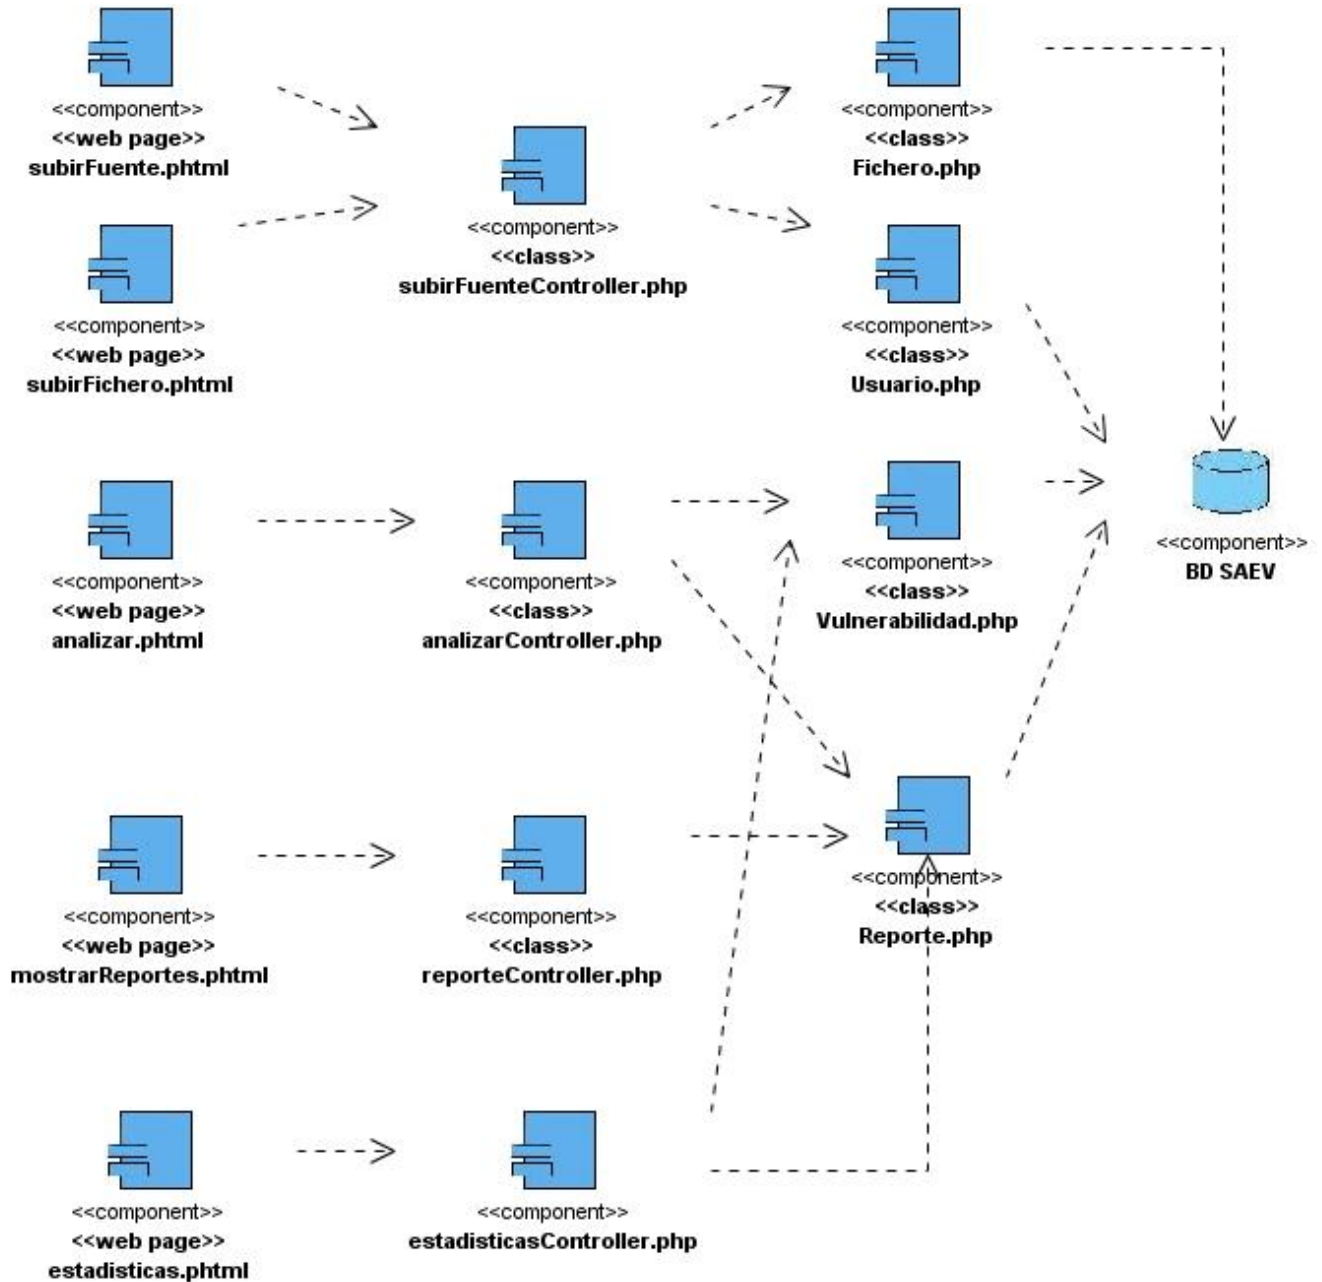 <<component>>
<<web page>>
subirFuente.phtml
<<component>>
<<class>>
subirFuenteController.php
<<component>>
<<class>>
Fichero.php
<<component>>
<<web page>>
subirFichero.phtml
<<component>>
<<class>>
Usuario.php
<<component>>
<<web page>>
analizar.phtml
<<component>>
<<class>>
analizarController.php
<<component>>
<<class>>
Vulnerabilidad.php
<<component>>
BD SAEV
<<component>>
<<web page>>
mostrarReportes.phtml
<<component>>
<<class>>
reporteController.php
<<component>>
<<class>>
Reporte.php
<<component>>
<<web page>>
estadisticas.phtml
<<component>>
estadisticasController.php